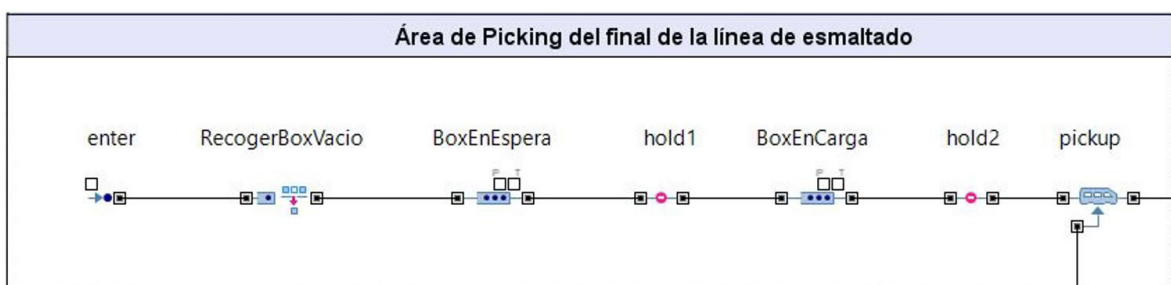 Área de Picking del final de la línea de esmaltado
enter RecogerBoxVacio BoxEnEspera hold1 BoxEnCarga hold2 pickup
P T P T